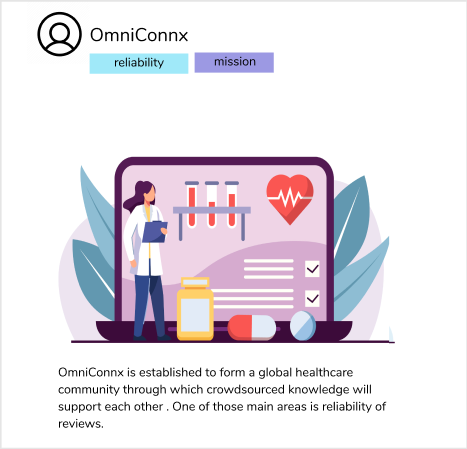 OmniConnx
reliability
mission
OmniConnx is established to form a global healthcare
community through which crowdsourced knowledge will
support each other . One of those main areas is reliability of
reviews.